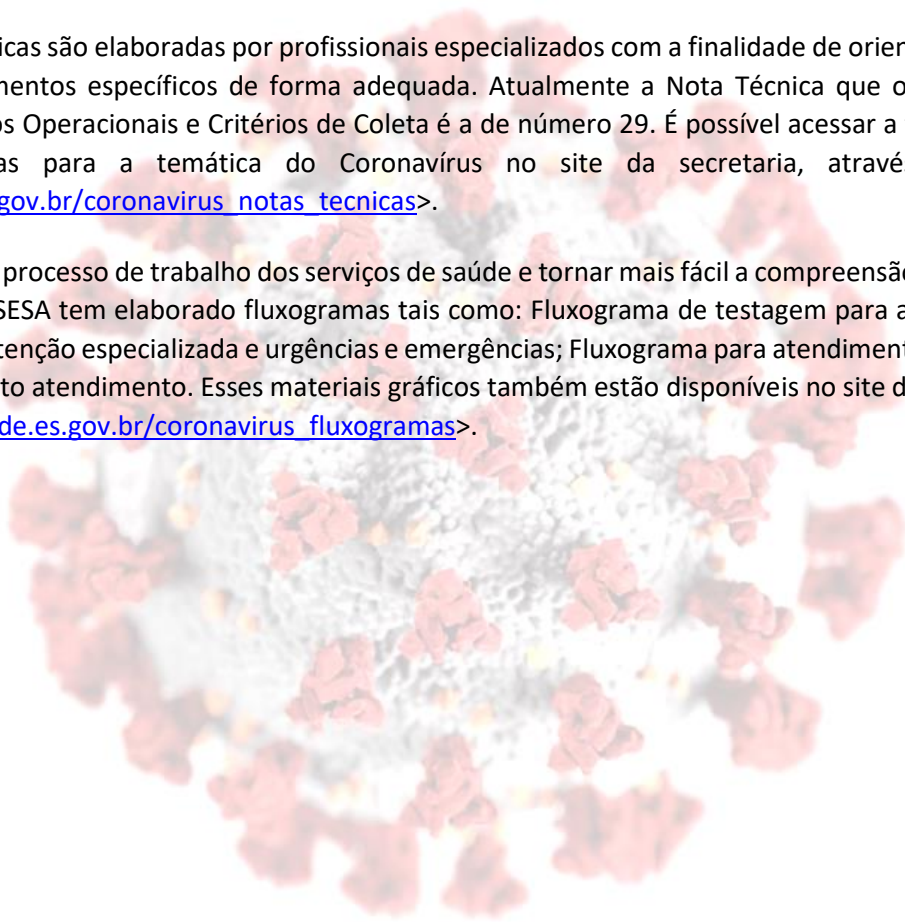 icas são elaboradas por profissionais especializados com a finalidade de orien
mentos específicos de forma adequada. Atualmente a Nota Técnica que o
os Operacionais e Critérios de Coleta é a de número 29. É possível acessar a
as para a temática do Coronavírus no site da secretaria, através
gov.br/coronavirus_notas_tecnicas>.
processo de trabalho dos serviços de saúde e tornar mais fácil a compreensão
SESA tem elaborado fluxogramas tais como: Fluxograma de testagem para a
tenção especializada e urgências e emergências; Fluxograma para atendiment
to atendimento. Esses materiais gráficos também estão disponíveis no site d
de.es.gov.br/coronavirus_fluxogramas>.